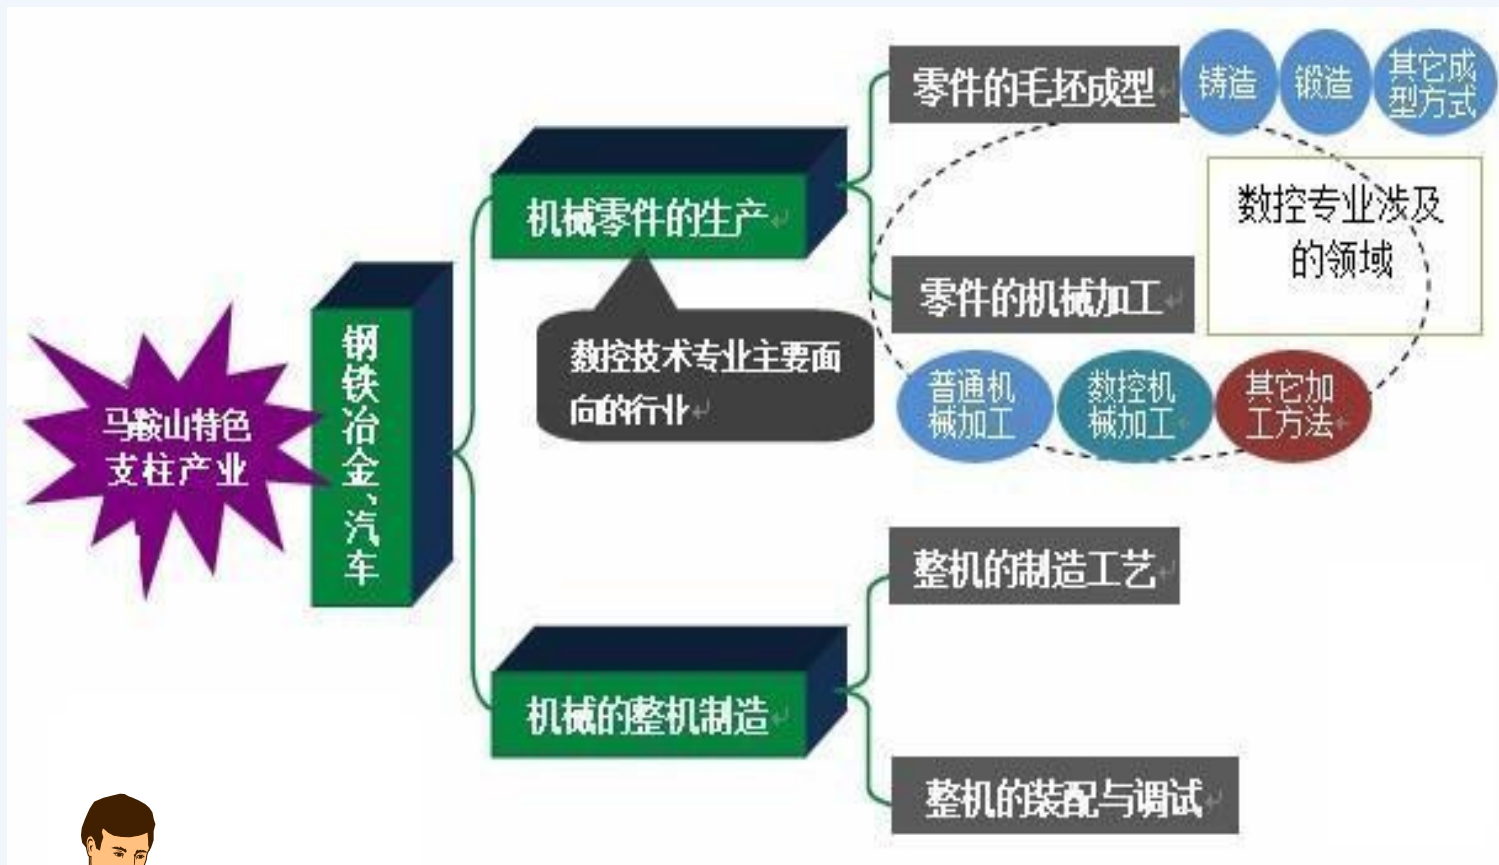 马鞍山特色
支柱产业
钢铁冶金、汽车
机械零件的生产
数控技术专业主要面
向的行业
零件的毛坯成型
铸造
锻造
其它成
型方式
数控专业涉及
的领域
零件的机械加工
普通机
械加工
数控机
械加工
其它加
工方法
机械的整机制造
整机的制造工艺
整机的装配与调试